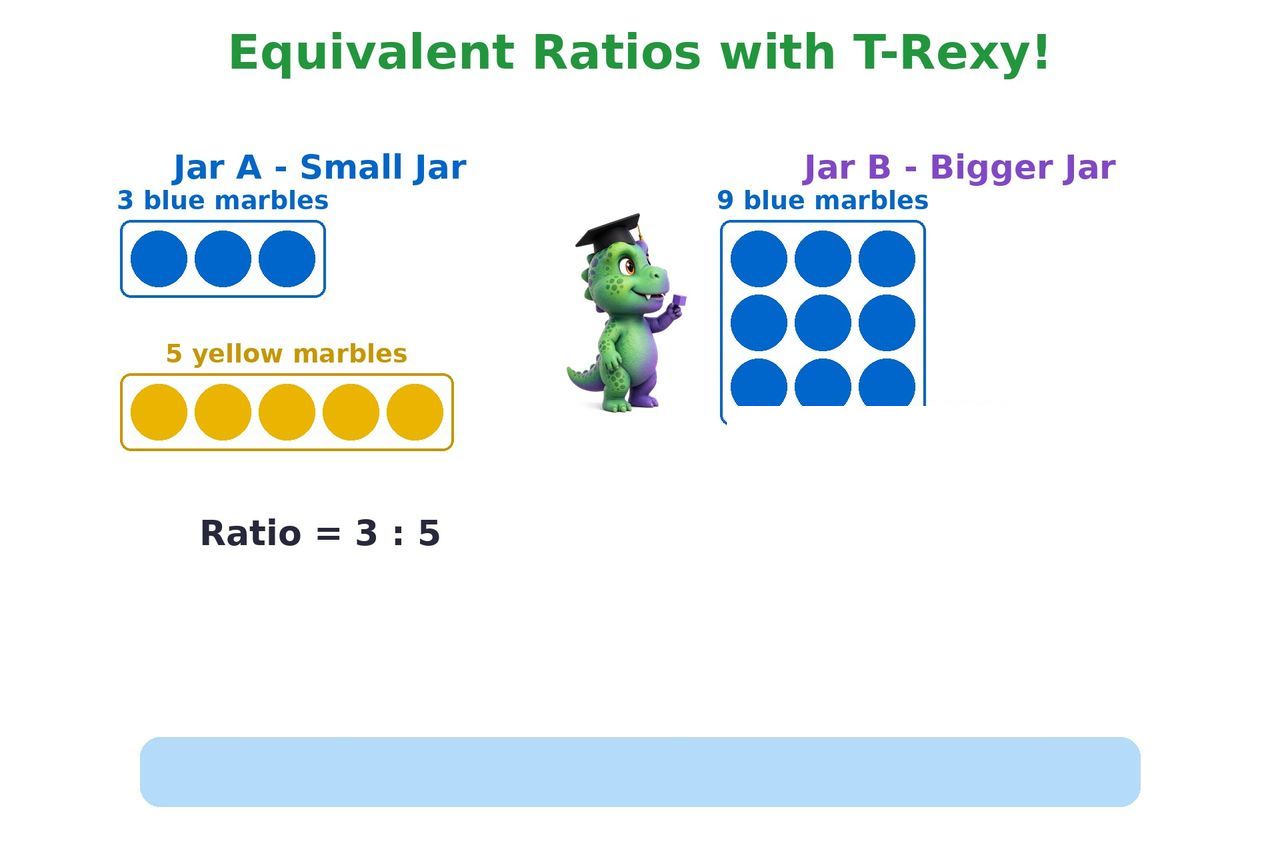 Equivalent Ratios with T-Rexy!
Jar A - Small Jar
3 blue marbles
5 yellow marbles
Ratio = 3 : 5
Jar B - Bigger Jar
9 blue marbles